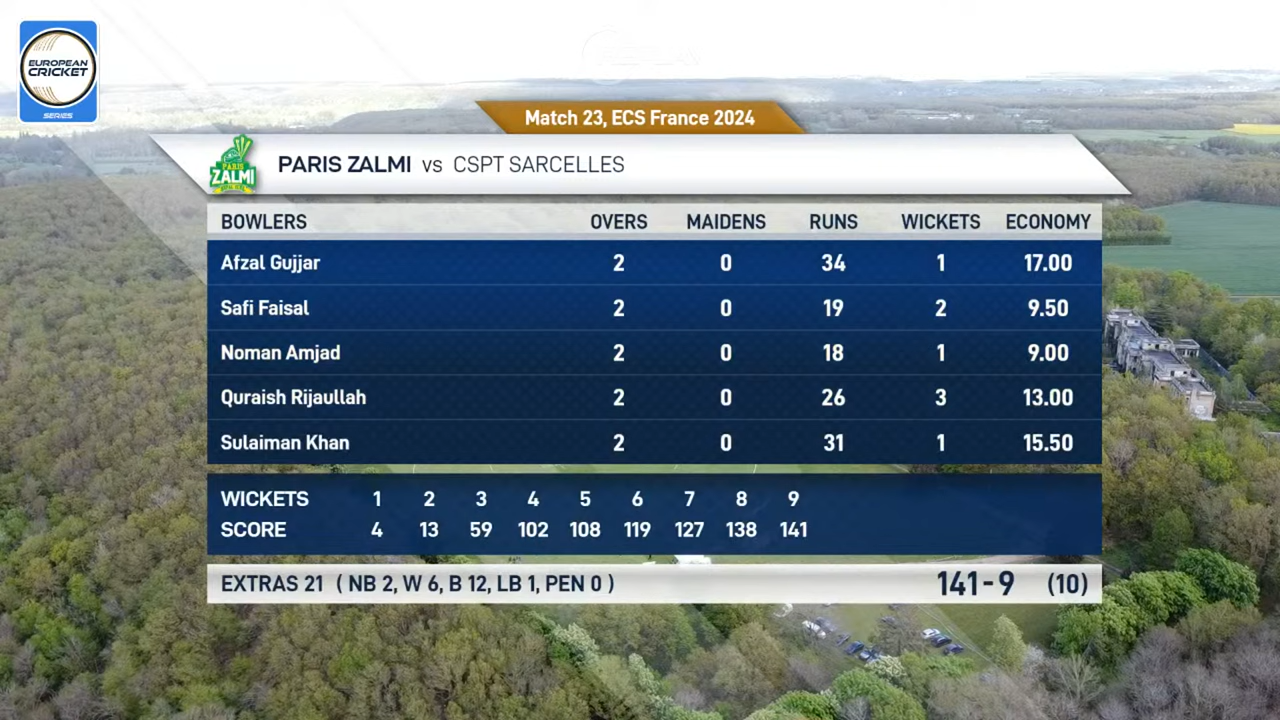 EUROPEAN
CRICKET
SERIES
Match 23, ECS France 2024
PARIS
ZALMI
PARIS ZALMI vs CSPT SARCELLES
BOWLERS OVERS MAIDENS RUNS WICKETS ECONOMY
Afzal Gujjar 2 0 34 1 17.00
Safi Faisal 2 0 19 2 9.50
Noman Amjad 2 0 18 1 9.00
Quraish Rijaullah 2 0 26 3 13.00
Sulaiman Khan 2 0 31 1 15.50
WICKETS 1 2 3 4 5 6 7 8 9
SCORE 4 13 59 102 108 119 127 138 141
EXTRAS 21 ( NB 2, W 6, B 12, LB 1, PEN 0 ) 141-9 (10)